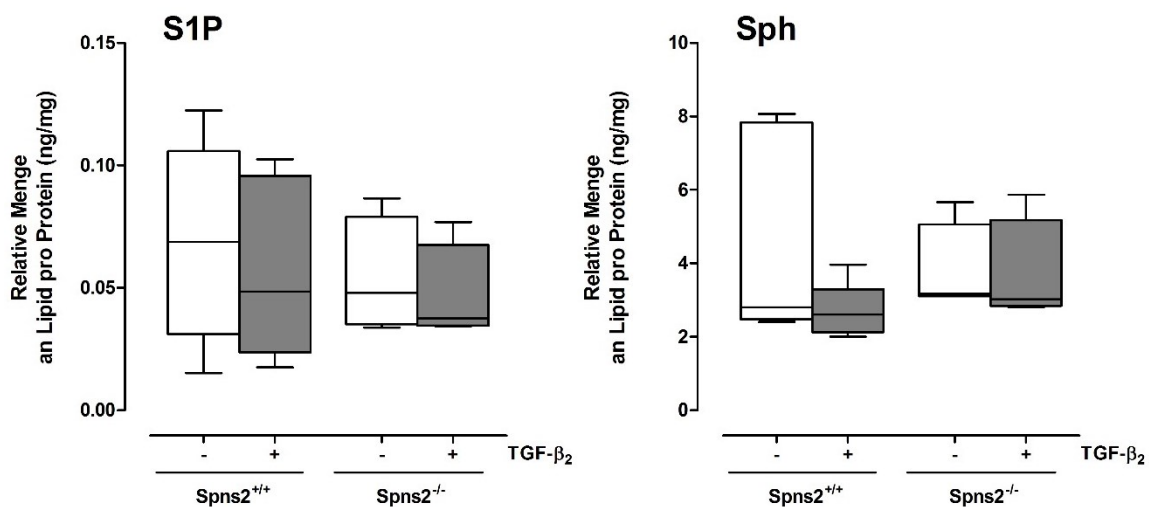 S1P
Relative Menge
an Lipid pro Protein (ng/mg)
0.15
0.10
0.05
0.00
- + - + TGF-β₂
Spns2⁺/⁺ Spns2⁻/⁻
Sph
Relative Menge
an Lipid pro Protein (ng/mg)
10
8
6
4
2
0
- + - + TGF-β₂
Spns2⁺/⁺ Spns2⁻/⁻